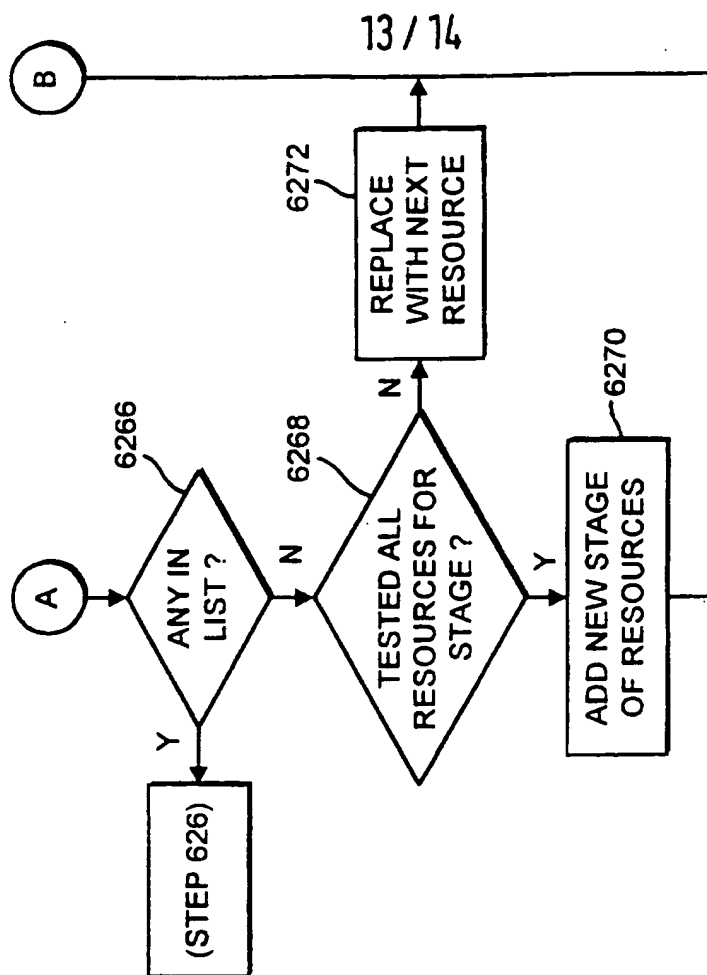 13 / 14
A
B
6266
ANY IN
LIST ?
Y
N
(STEP 626)
6268
TESTED ALL
RESOURCES FOR
STAGE ?
N
Y
6272
REPLACE
WITH NEXT
RESOURCE
6270
ADD NEW STAGE
OF RESOURCES